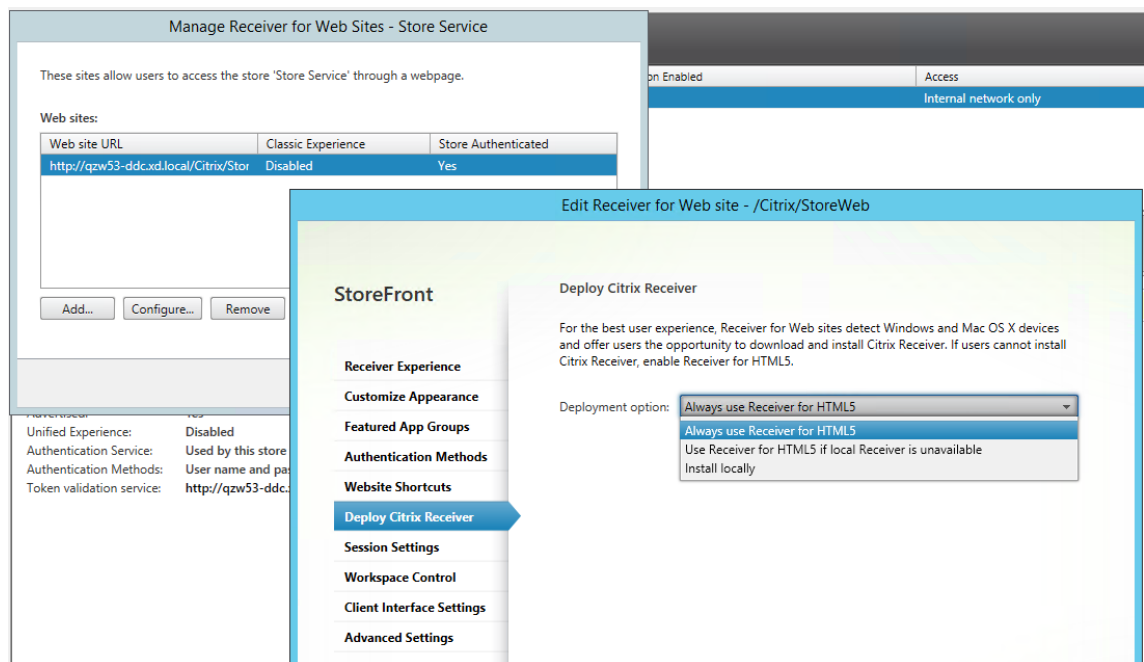 Manage Receiver for Web Sites - Store Service
These sites allow users to access the store 'Store Service' through a webpage.
Web sites:
Web site URL Classic Experience Store Authenticated
http://qzw53-ddc.xd.local/Citrix/Stor Disabled Yes
Add... Configure... Remove
on Enabled Access
Internal network only
Yes
Unified Experience: Disabled
Authentication Service: Used by this store
Authentication Methods: User name and pas
Token validation service: http://qzw53-ddc.
Edit Receiver for Web site - /Citrix/StoreWeb
StoreFront
Receiver Experience
Customize Appearance
Featured App Groups
Authentication Methods
Website Shortcuts
Deploy Citrix Receiver
Session Settings
Workspace Control
Client Interface Settings
Advanced Settings
Deploy Citrix Receiver
For the best user experience, Receiver for Web sites detect Windows and Mac OS X devices
and offer users the opportunity to download and install Citrix Receiver. If users cannot install
Citrix Receiver, enable Receiver for HTML5.
Deployment option: Always use Receiver for HTML5
Always use Receiver for HTML5
Use Receiver for HTML5 if local Receiver is unavailable
Install locally